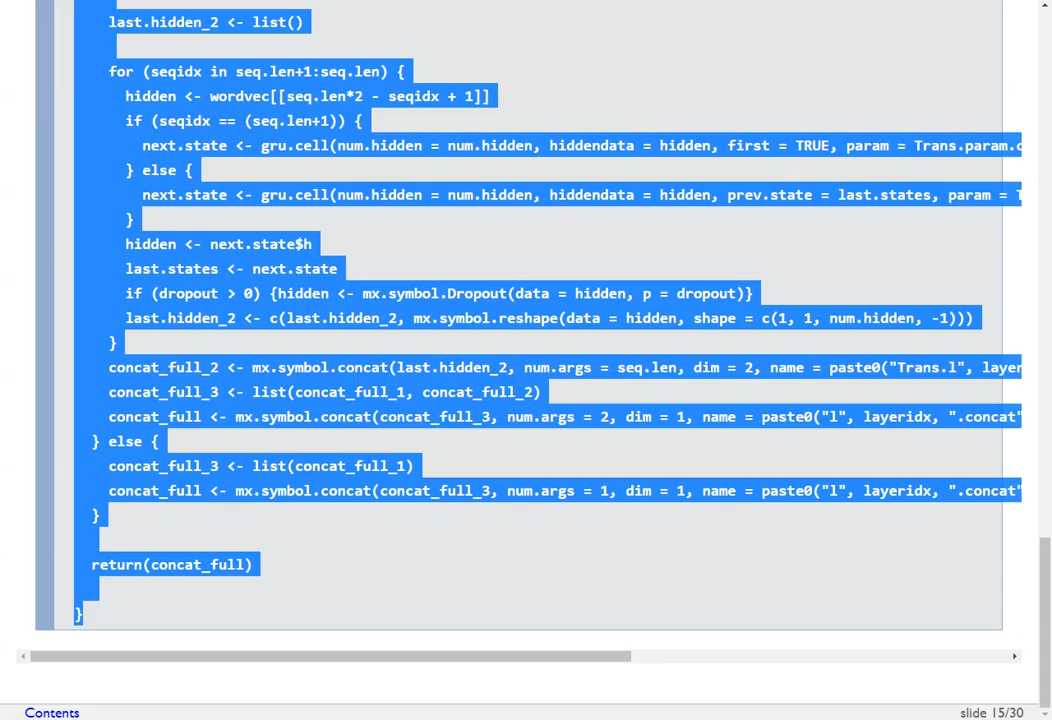 last.hidden_2 <- list()
for (seqidx in seq.len+1:seq.len) {
hidden <- wordvec[[seq.len*2 - seqidx + 1]]
if (seqidx == (seq.len+1)) {
next.state <- gru.cell(num.hidden = num.hidden, hiddendata = hidden, first = TRUE, param = Trans.param.c
} else {
next.state <- gru.cell(num.hidden = num.hidden, hiddendata = hidden, prev.state = last.states, param = T
}
hidden <- next.state$h
last.states <- next.state
if (dropout > 0) {hidden <- mx.symbol.Dropout(data = hidden, p = dropout)}
last.hidden_2 <- c(last.hidden_2, mx.symbol.reshape(data = hidden, shape = c(1, 1, num.hidden, -1)))
}
concat_full_2 <- mx.symbol.concat(last.hidden_2, num.args = seq.len, dim = 2, name = paste0("Trans.l", layer
concat_full_3 <- list(concat_full_1, concat_full_2)
concat_full <- mx.symbol.concat(concat_full_3, num.args = 2, dim = 1, name = paste0("l", layeridx, ".concat"
} else {
concat_full_3 <- list(concat_full_1)
concat_full <- mx.symbol.concat(concat_full_3, num.args = 1, dim = 1, name = paste0("l", layeridx, ".concat"
}
return(concat_full)
}
Contents
slide 15/30